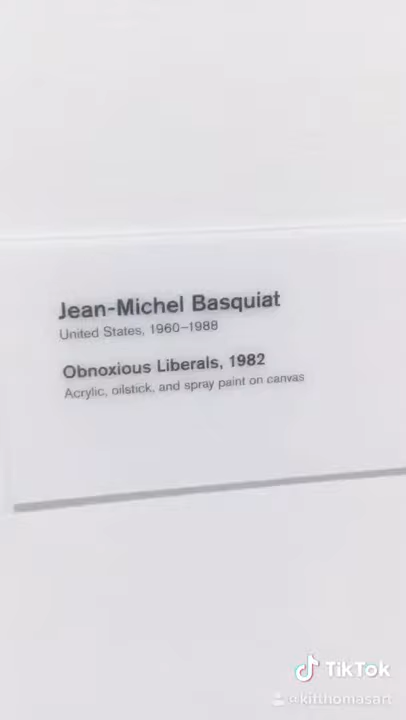 Jean-Michel Basquiat
United States, 1960–1988
Obnoxious Liberals, 1982
Acrylic, oilstick, and spray paint on canvas
TikTok
@kitthomasart